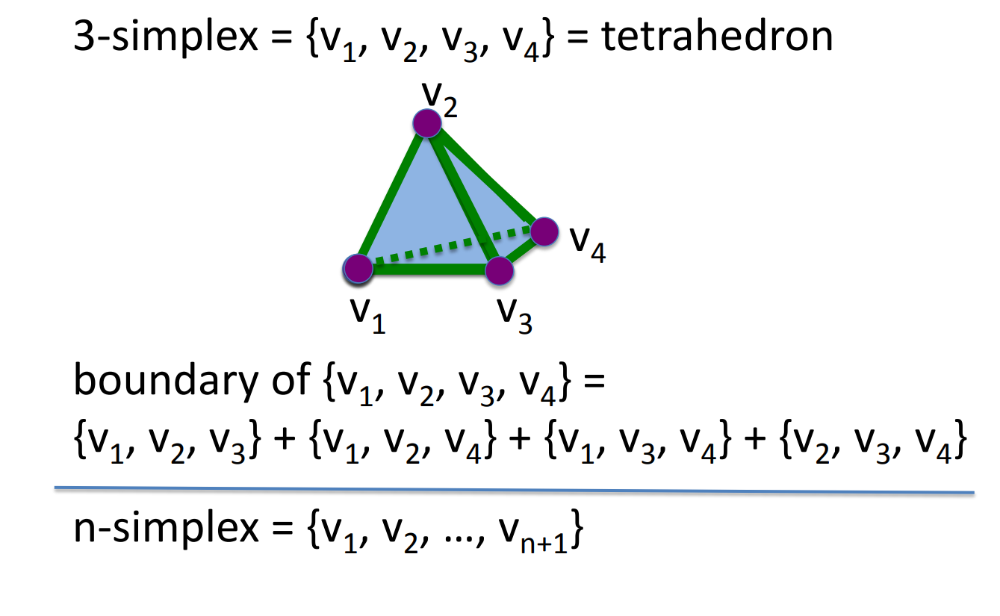 3-simplex = {v₁, v₂, v₃, v₄} = tetrahedron
v₂
v₄
v₁ v₃
boundary of {v₁, v₂, v₃, v₄} =
{v₁, v₂, v₃} + {v₁, v₂, v₄} + {v₁, v₃, v₄} + {v₂, v₃, v₄}
n-simplex = {v₁, v₂, …, vₙ₊₁}